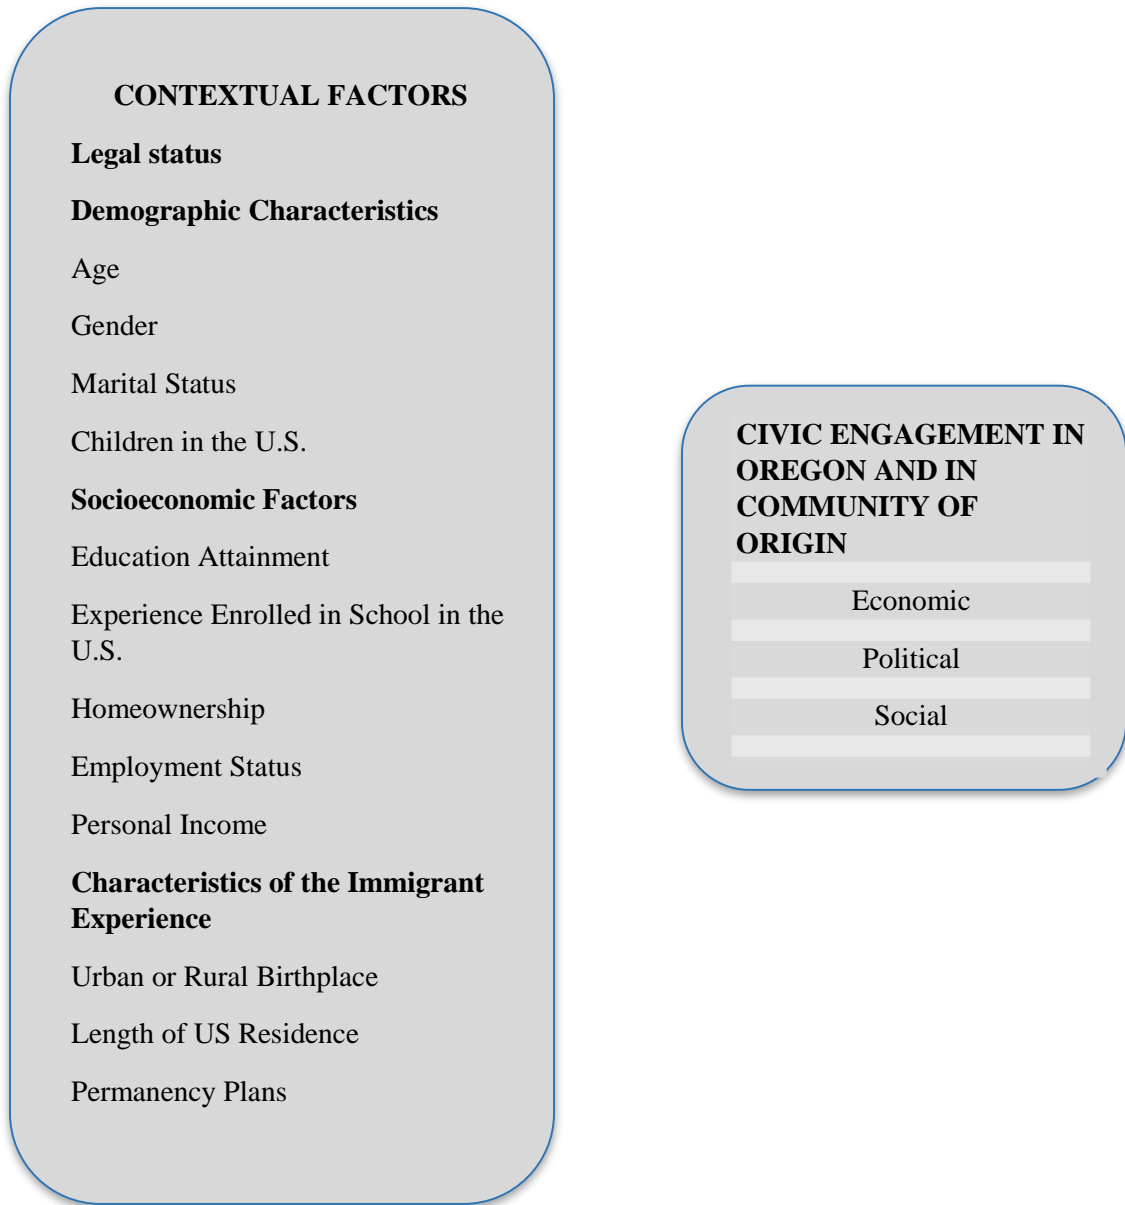 CONTEXTUAL FACTORS
Legal status
Demographic Characteristics
Age
Gender
Marital Status
Children in the U.S.
Socioeconomic Factors
Education Attainment
Experience Enrolled in School in the
U.S.
Homeownership
Employment Status
Personal Income
Characteristics of the Immigrant
Experience
Urban or Rural Birthplace
Length of US Residence
Permanency Plans
CIVIC ENGAGEMENT IN
OREGON AND IN
COMMUNITY OF
ORIGIN
Economic
Political
Social